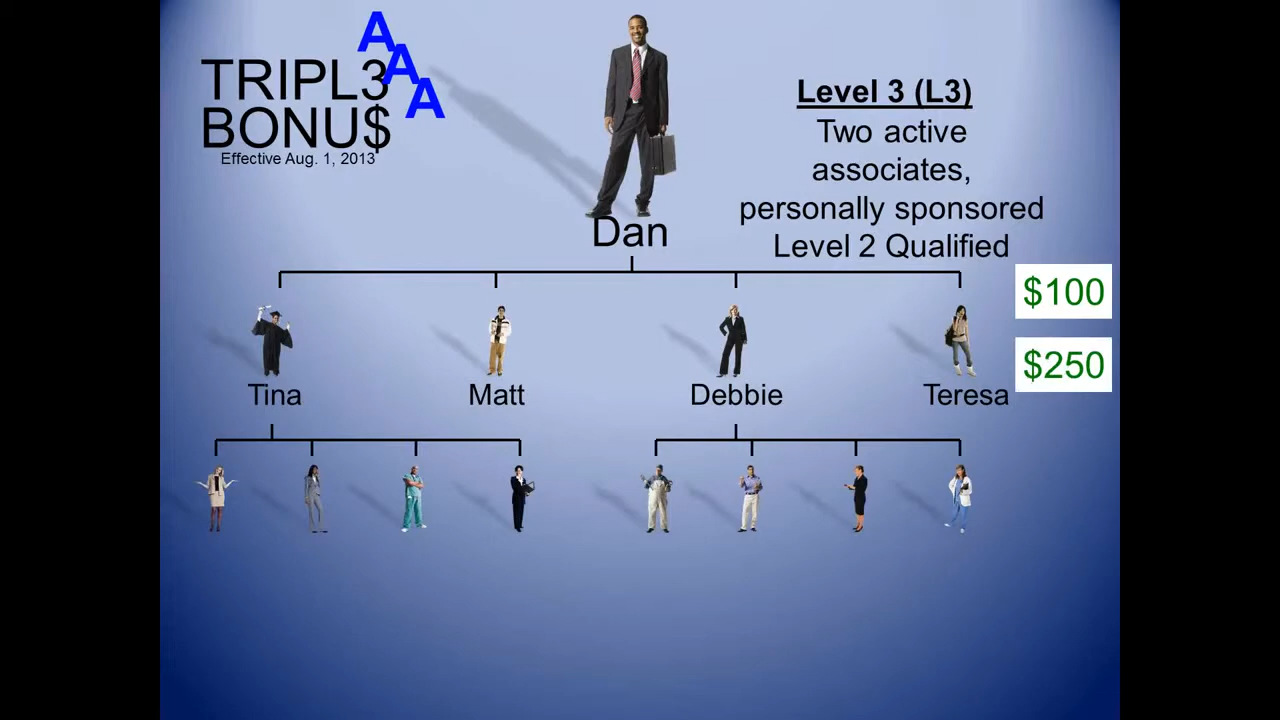 A
A
A
TRIPL3
BONU$
Effective Aug. 1, 2013
Level 3 (L3)
Two active
associates,
personally sponsored
Level 2 Qualified
Dan
$100
$250
Tina
Matt
Debbie
Teresa